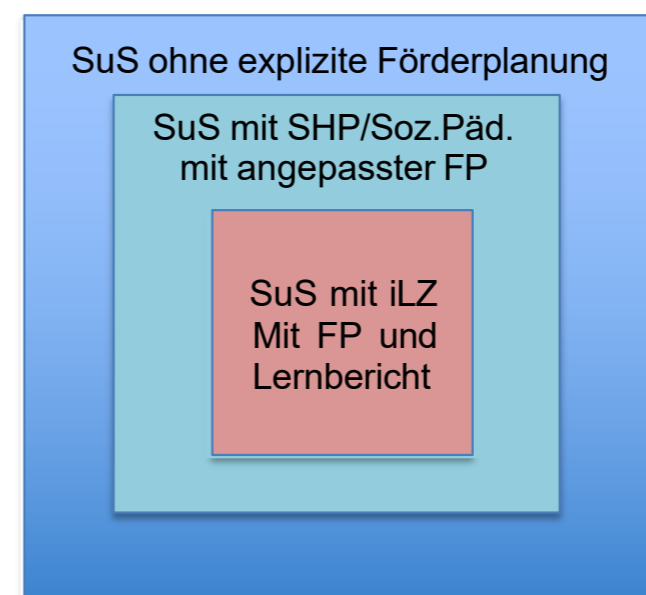 SuS ohne explizite Förderplanung
SuS mit SHP/Soz.Päd.
mit angepasster FP
SuS mit iLZ
Mit FP und
Lernbericht